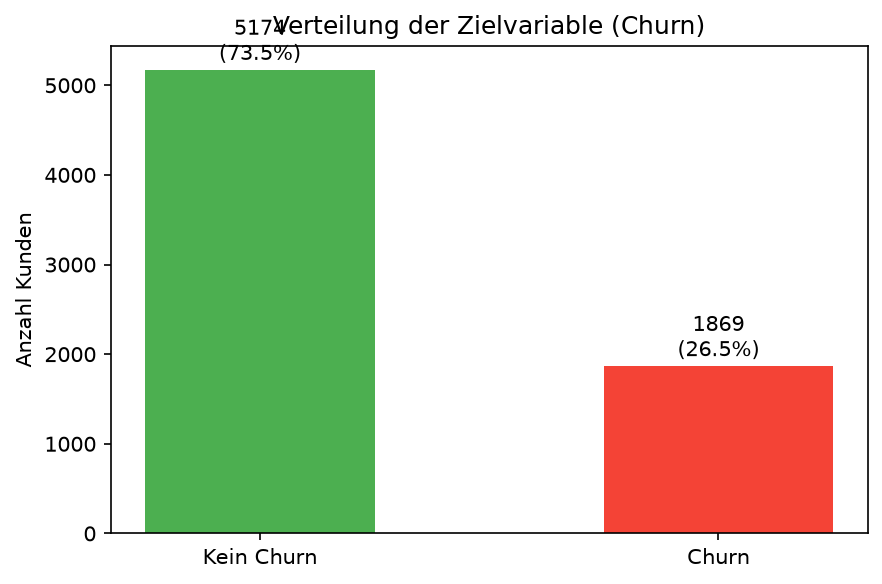 Verteilung der Zielvariable (Churn)
5174
(73.5%)
1869
(26.5%)
Anzahl Kunden
5000
4000
3000
2000
1000
0
Kein Churn
Churn